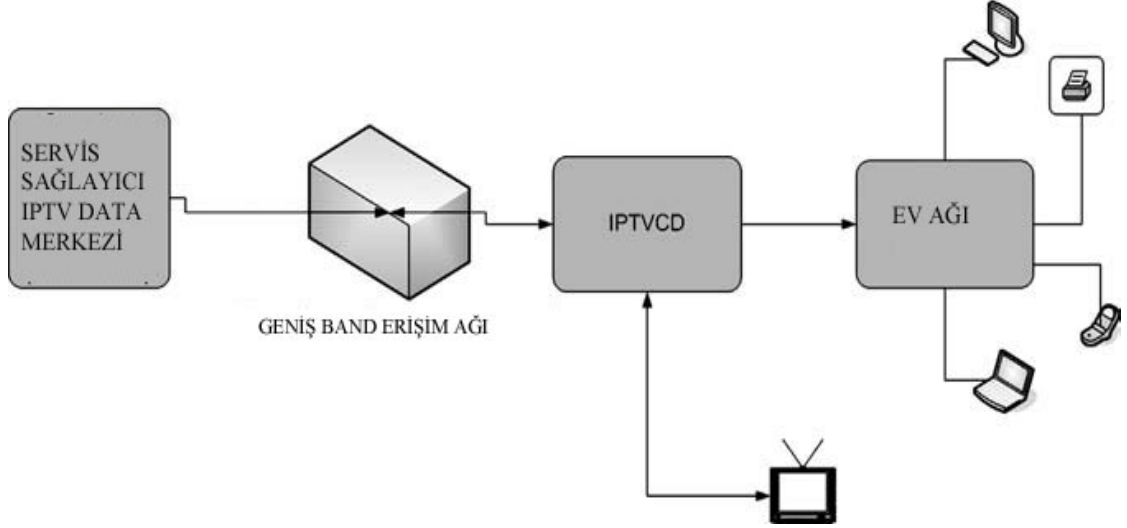 SERVİS
SAĞLAYICI
IPTV DATA
MERKEZİ
GENİŞ BAND ERİŞİM AĞI
IPTVCD
EV AĞI